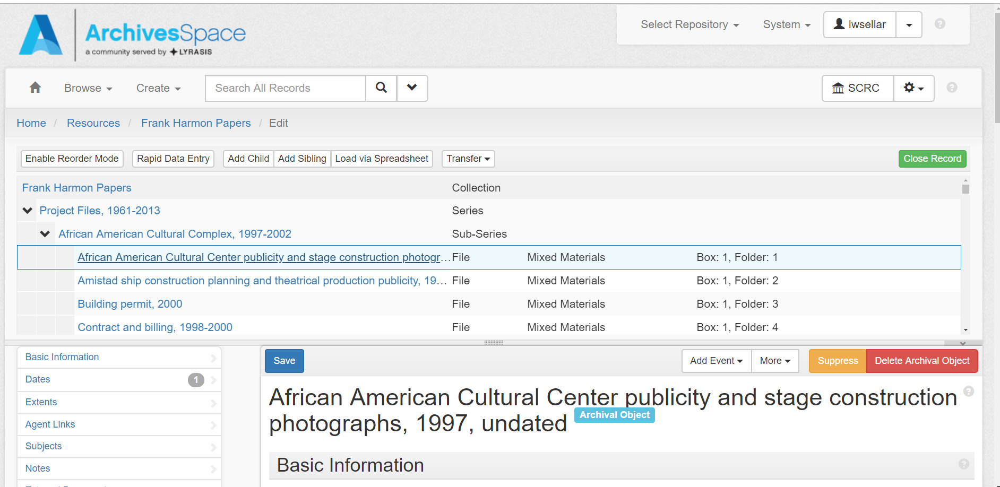 ArchivesSpace
a community served by LYRASIS
Select Repository
System
lwsellar
?
Browse
Create
Search All Records
SCRC
?
Home / Resources / Frank Harmon Papers / Edit
Enable Reorder Mode
Rapid Data Entry
Add Child
Add Sibling
Load via Spreadsheet
Transfer
Close Record
Frank Harmon Papers Collection
Project Files, 1961-2013 Series
African American Cultural Complex, 1997-2002 Sub-Series
African American Cultural Center publicity and stage construction photogr... File Mixed Materials Box: 1, Folder: 1
Amistad ship construction planning and theatrical production publicity, 19... File Mixed Materials Box: 1, Folder: 2
Building permit, 2000 File Mixed Materials Box: 1, Folder: 3
Contract and billing, 1998-2000 File Mixed Materials Box: 1, Folder: 4
Basic Information
Dates 1
Extents
Agent Links
Subjects
Notes
Save
Add Event
More
Suppress
Delete Archival Object
African American Cultural Center publicity and stage construction ?
photographs, 1997, undated Archival Object
Basic Information ?